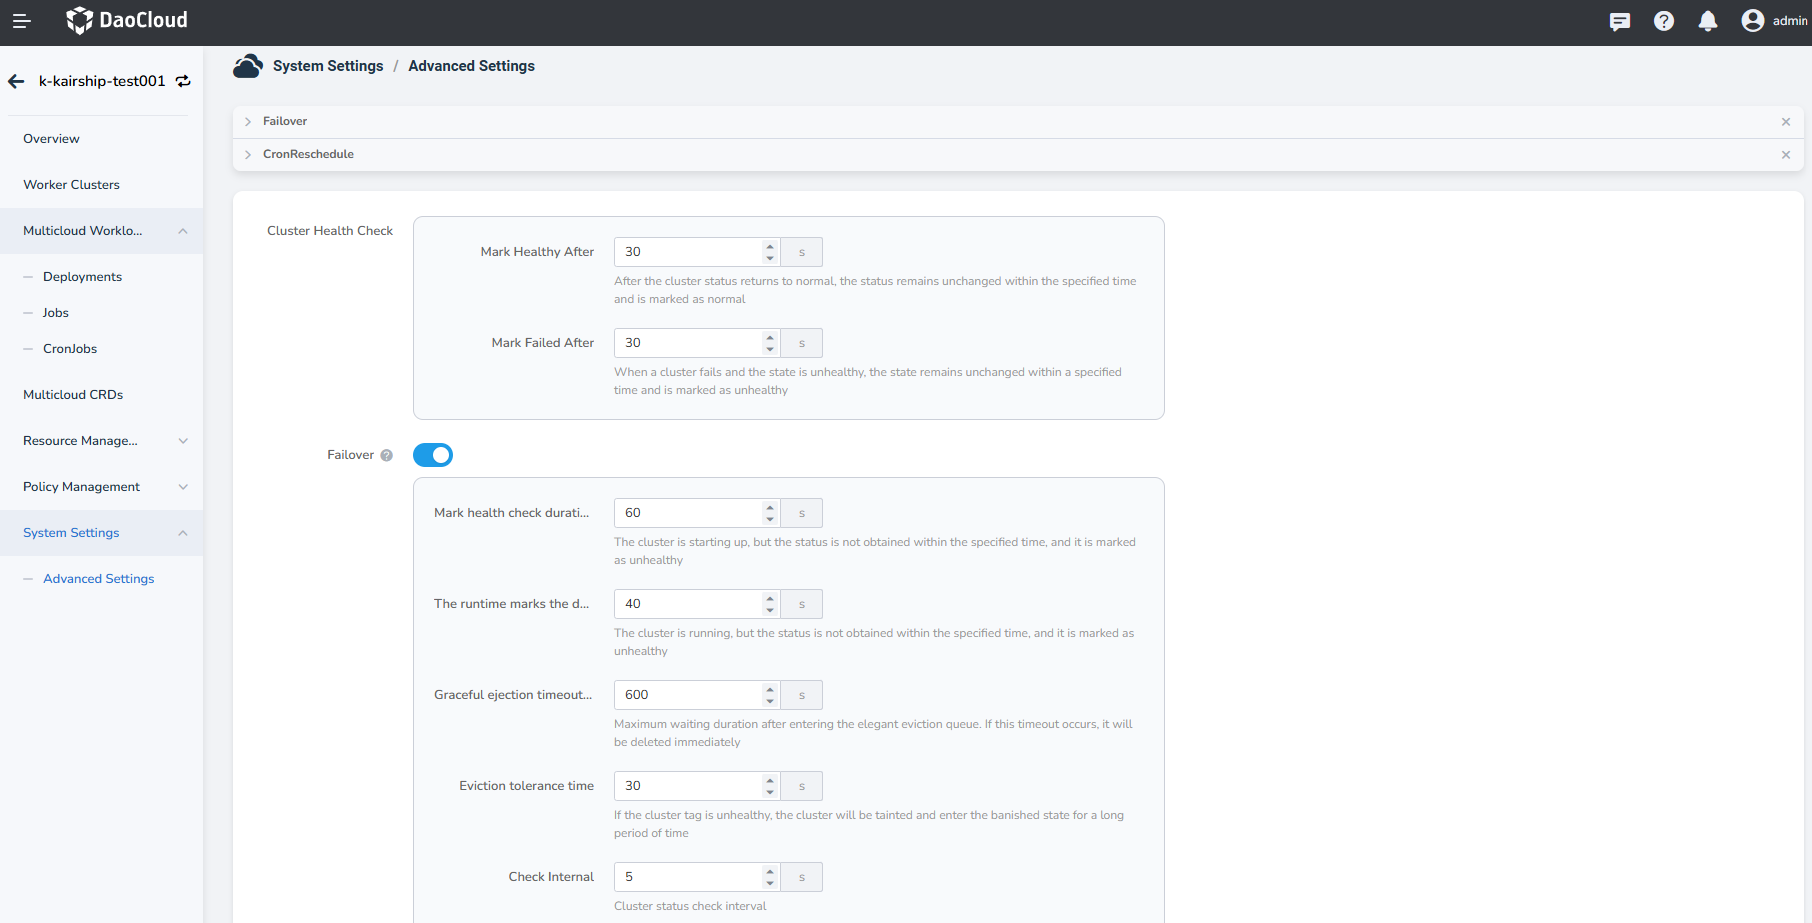 DaoCloud
admin
k-kairship-test001
System Settings / Advanced Settings
Overview
Worker Clusters
Multicloud Worklo...
Deployments
Jobs
CronJobs
Multicloud CRDs
Resource Manage...
Policy Management
System Settings
Advanced Settings
Failover
CronReschedule
Cluster Health Check
Mark Healthy After 30 s
After the cluster status returns to normal, the status remains unchanged within the specified time
and is marked as normal
Mark Failed After 30 s
When a cluster fails and the state is unhealthy, the state remains unchanged within a specified
time and is marked as unhealthy
Failover ?
Mark health check durati... 60 s
The cluster is starting up, but the status is not obtained within the specified time, and it is marked
as unhealthy
The runtime marks the d... 40 s
The cluster is running, but the status is not obtained within the specified time, and it is marked as
unhealthy
Graceful ejection timeout... 600 s
Maximum waiting duration after entering the elegant eviction queue. If this timeout occurs, it will
be deleted immediately
Eviction tolerance time 30 s
If the cluster tag is unhealthy, the cluster will be tainted and enter the banished state for a long
period of time
Check Internal 5 s
Cluster status check interval